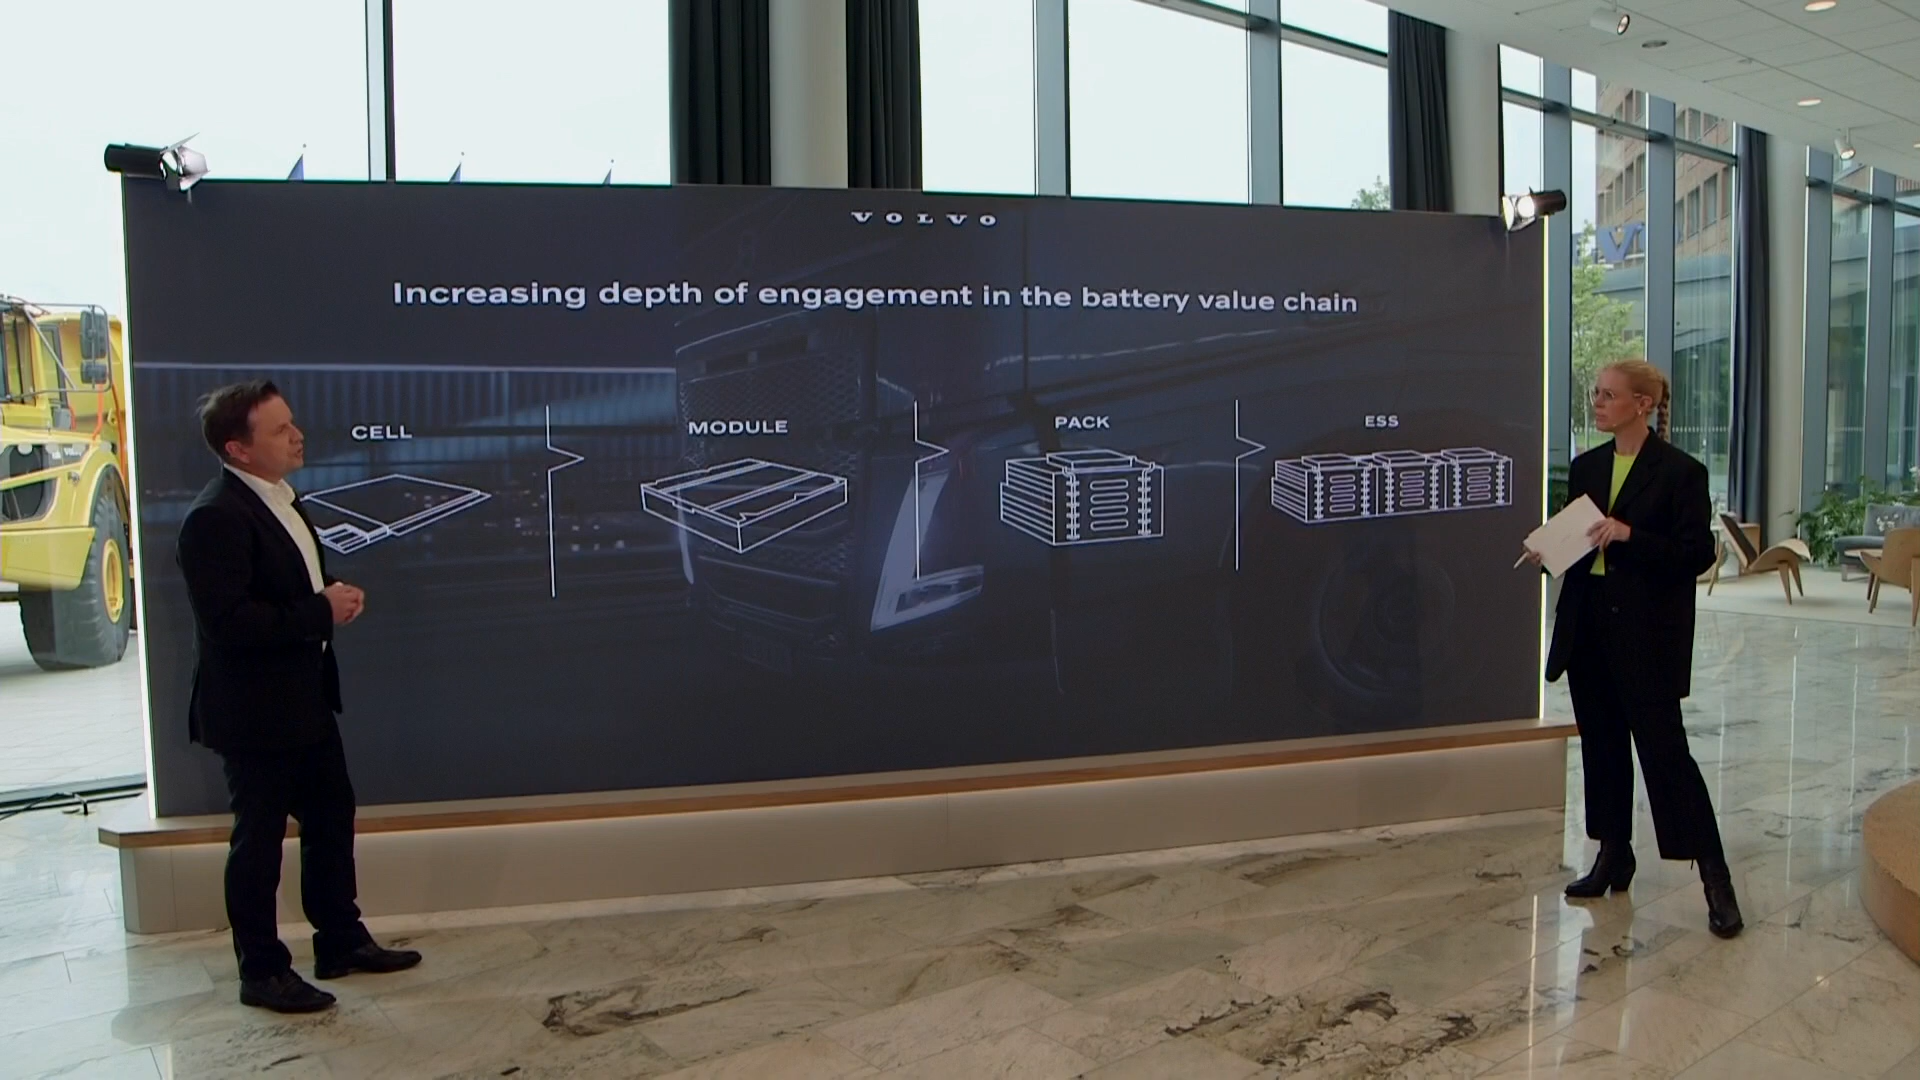 VOLVO
Increasing depth of engagement in the battery value chain
CELL
MODULE
PACK
ESS